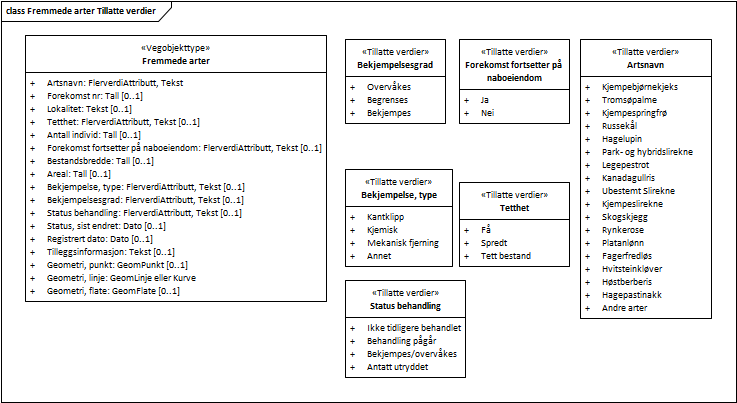 class Fremmede arter Tillatte verdier
«Vegobjekttype»
Fremmede arter
+ Artsnavn: FlerverdiAttributt, Tekst
+ Forekomst nr: Tall [0..1]
+ Lokalitet: Tekst [0..1]
+ Tetthet: FlerverdiAttributt, Tekst [0..1]
+ Antall individ: Tall [0..1]
+ Forekomst fortsetter på naboeiendom: FlerverdiAttributt, Tekst [0..1]
+ Bestandsbredde: Tall [0..1]
+ Areal: Tall [0..1]
+ Bekjempelse, type: FlerverdiAttributt, Tekst [0..1]
+ Bekjempelsesgrad: FlerverdiAttributt, Tekst [0..1]
+ Status behandling: FlerverdiAttributt, Tekst [0..1]
+ Status, sist endret: Dato [0..1]
+ Registrert dato: Dato [0..1]
+ Tilleggsinformasjon: Tekst [0..1]
+ Geometri, punkt: GeomPunkt [0..1]
+ Geometri, linje: GeomLinje eller Kurve
+ Geometri, flate: GeomFlate [0..1]
«Tillatte verdier»
Bekjempelsesgrad
+ Overvåkes
+ Begrenses
+ Bekjempes
«Tillatte verdier»
Forekomst fortsetter på
naboeiendom
+ Ja
+ Nei
«Tillatte verdier»
Artsnavn
+ Kjempebjørnekjeks
+ Tromsøpalme
+ Kjempespringfrø
+ Russekål
+ Hagelupin
+ Park- og hybridslirekne
+ Legepestrot
+ Kanadagullris
+ Ubestemt Slirekne
+ Kjempeslirekne
+ Skogskjegg
+ Rynkerose
+ Platanlønn
+ Fagerfredløs
+ Hvitsteinkløver
+ Høstberberis
+ Hagepastinakk
+ Andre arter
«Tillatte verdier»
Bekjempelse, type
+ Kantklipp
+ Kjemisk
+ Mekanisk fjerning
+ Annet
«Tillatte verdier»
Tetthet
+ Få
+ Spredt
+ Tett bestand
«Tillatte verdier»
Status behandling
+ Ikke tidligere behandlet
+ Behandling pågår
+ Bekjempes/overvåkes
+ Antatt utryddet